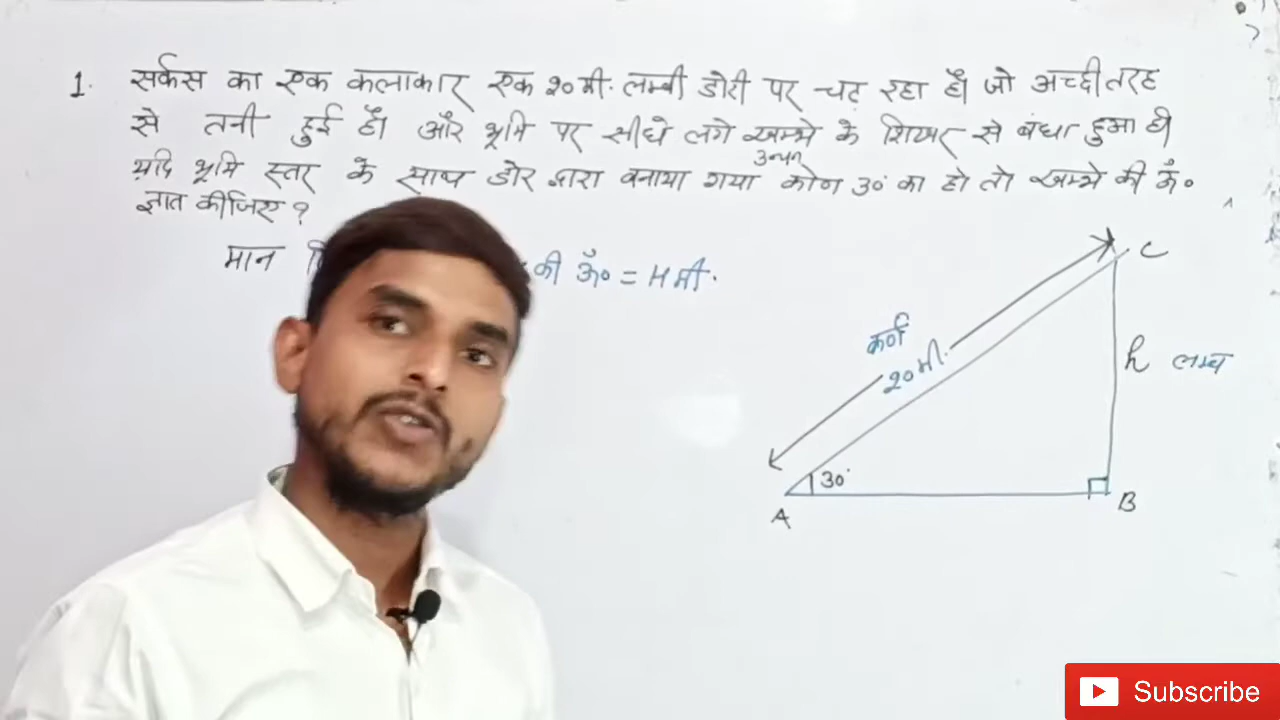 1. सर्कस का एक कलाकार एक 20 मी. लम्बी डोरी पर चढ़ रहा है। जो अच्छी तरह
से तनी हुई है। और भूमि पर सीधे लगे खम्भे के शिखर से बंधा हुआ है।
उन्नयन
यदि भूमि स्तर के साथ डोर द्वारा बनाया गया कोण 30° का हो तो खम्भे की ऊँ०
ज्ञात कीजिए ?
मान
की ऊँ० = H मी.
C
कर्ण
20 मी.
h लम्ब
30°
A
B
Subscribe